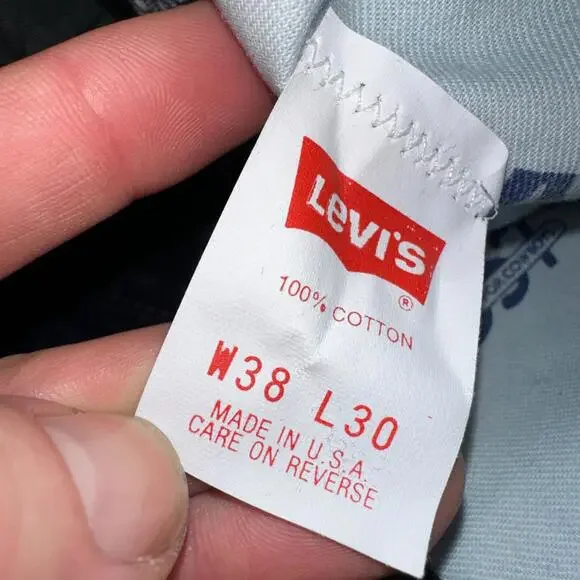 Levi's
®
100% COTTON
W38 L30
MADE IN U.S.A.
CARE ON REVERSE